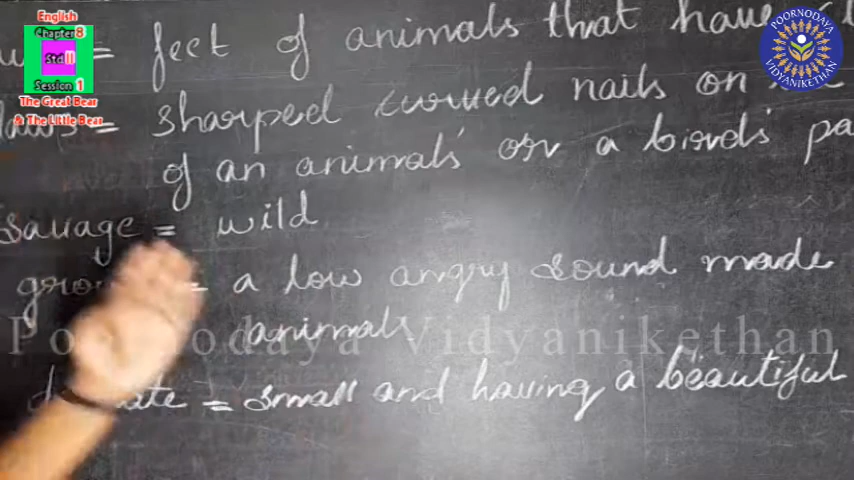 English
Chapter 8
Std II
Session 1
The Great Bear
& The Little Bear
POORNODAYA
VIDYANIKETHAN
= feet of animals that have
= sharped curved nails on
of an animals' or a birds' pa
Savage = wild
= a low angry sound made
animals
= small and having a beautiful
Poornodaya Vidyanikethan